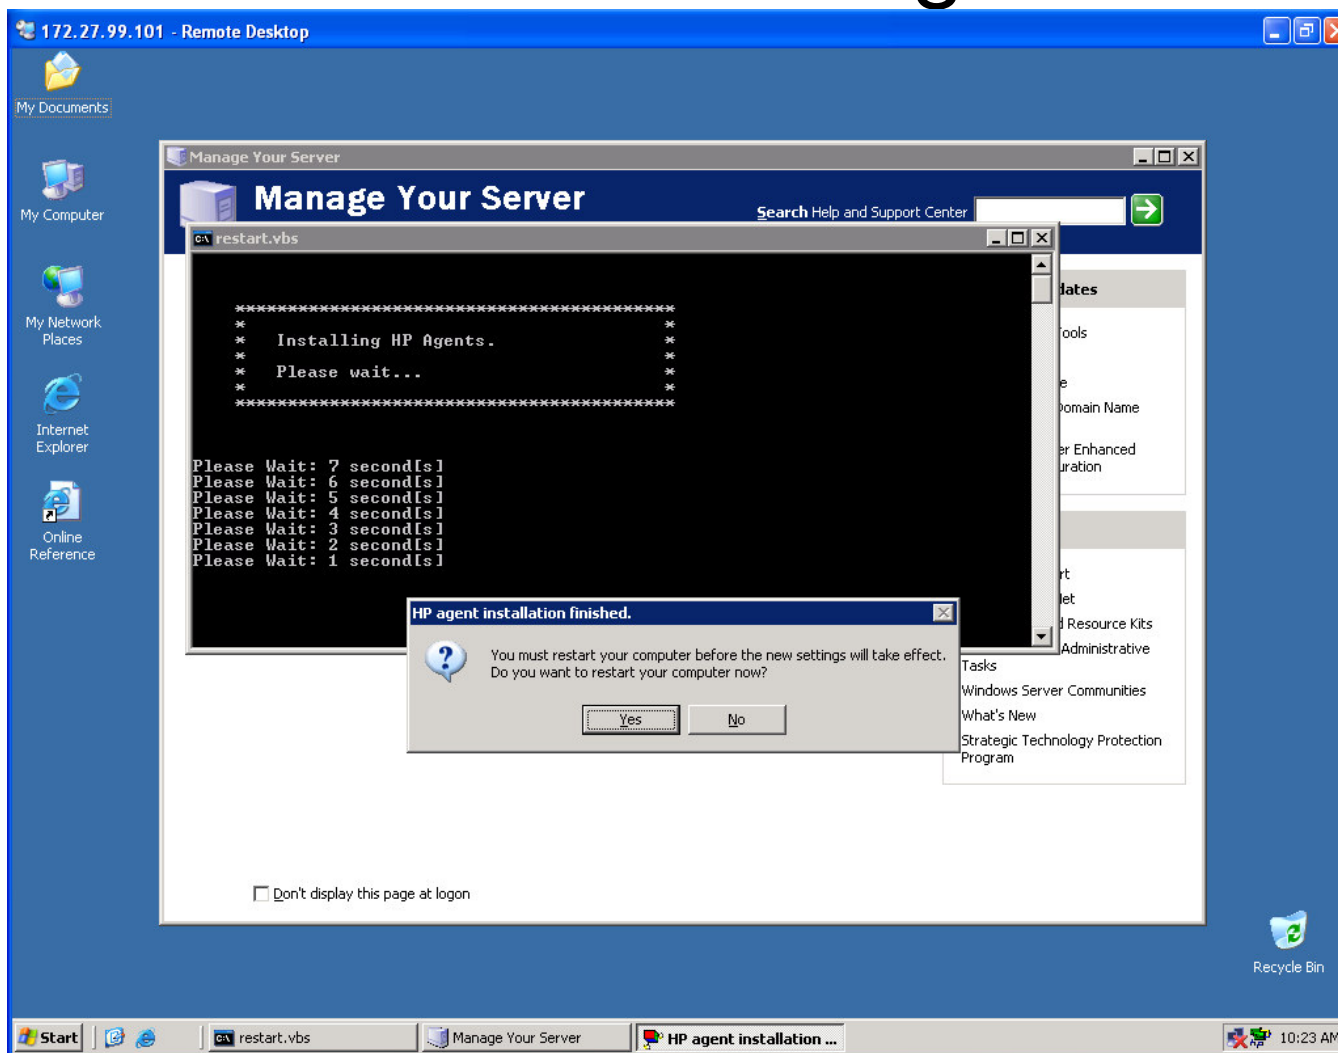 172.27.99.101 - Remote Desktop
My Documents
My Computer
My Network
Places
Internet
Explorer
Online
Reference
Manage Your Server
Manage Your Server
Search Help and Support Center
restart.vbs
*******************************************
* *
* Installing HP Agents. *
* *
* Please wait... *
* *
*******************************************
Please Wait: 7 second[s]
Please Wait: 6 second[s]
Please Wait: 5 second[s]
Please Wait: 4 second[s]
Please Wait: 3 second[s]
Please Wait: 2 second[s]
Please Wait: 1 second[s]
HP agent installation finished.
You must restart your computer before the new settings will take effect.
Do you want to restart your computer now?
Yes No
dates
ools
e
Domain Name
er Enhanced
uration
rt
let
d Resource Kits
Administrative
Tasks
Windows Server Communities
What's New
Strategic Technology Protection
Program
Don't display this page at logon
Recycle Bin
Start restart.vbs Manage Your Server HP agent installation ... 10:23 AM